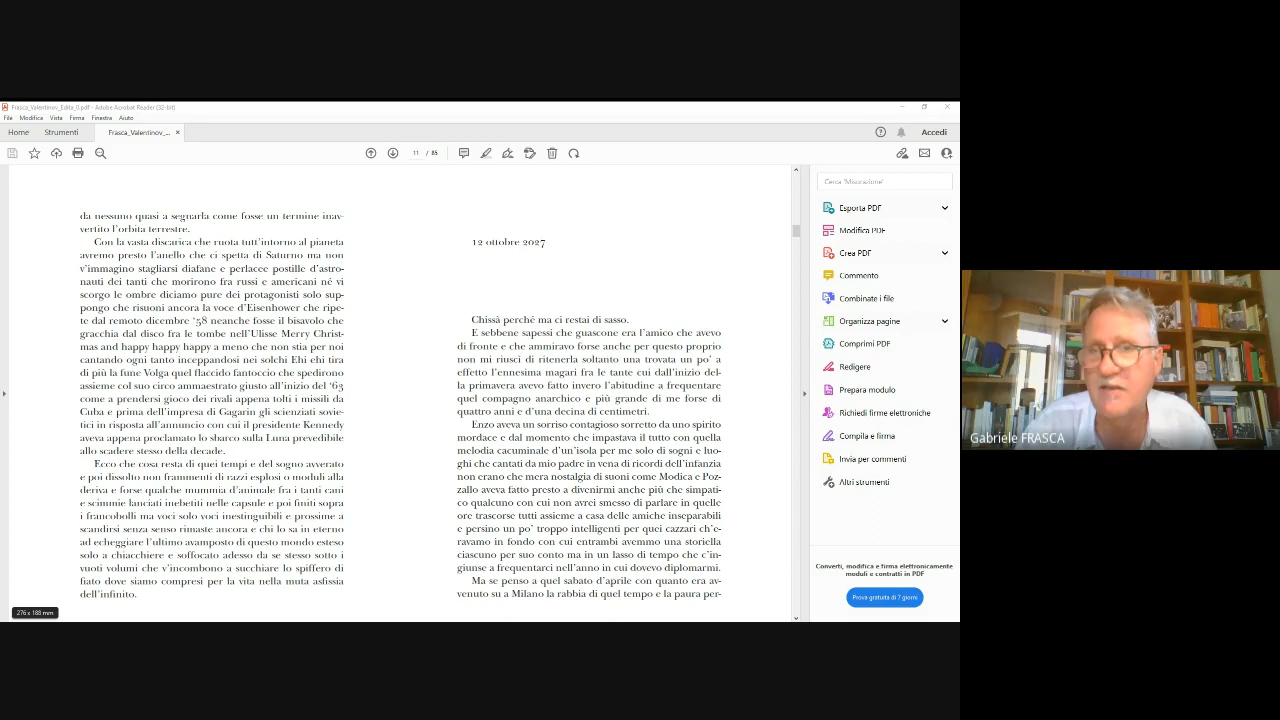 Frasca_Valentinov_Edita_0.pdf - Adobe Acrobat Reader (32-bit)
File Modifica Vista Firma Finestra Aiuto
Home Strumenti Frasca_Valentinov_... × Accedi
11 / 85
da nessuno quasi a segnarla come fosse un termine inav-
vertito l'orbita terrestre.
Con la vasta discarica che ruota tutt'intorno al pianeta
avremo presto l'anello che ci spetta di Saturno ma non
v'immagino stagliarsi diafane e perlacee postille d'astro-
nauti dei tanti che morirono fra russi e americani né vi
scorgo le ombre diciamo pure dei protagonisti solo sup-
pongo che risuoni ancora la voce d'Eisenhower che ripe-
te dal remoto dicembre '58 neanche fosse il bisavolo che
gracchia dal disco fra le tombe nell'Ulisse Merry Christ-
mas and happy happy happy a meno che non stia per noi
cantando ogni tanto inceppandosi nei solchi Ehi ehi tira
di più la fune Volga quel flaccido fantoccio che spedirono
assieme col suo circo ammaestrato giusto all'inizio del '63
come a prendersi gioco dei rivali appena tolti i missili da
Cuba e prima dell'impresa di Gagarin gli scienziati sovie-
tici in risposta all'annuncio con cui il presidente Kennedy
aveva appena proclamato lo sbarco sulla Luna prevedibile
allo scadere stesso della decade.
Ecco che cosa resta di quei tempi e del sogno avverato
e poi dissolto non frammenti di razzi esplosi o moduli alla
deriva e forse qualche mummia d'animale fra i tanti cani
e scimmie lanciati inebetiti nelle capsule e poi finiti sopra
i francobolli ma voci solo voci inestinguibili e prossime a
scandirsi senza senso rimaste ancora e chi lo sa in eterno
ad echeggiare l'ultimo avamposto di questo mondo esteso
solo a chiacchiere e soffocato adesso da se stesso sotto i
vuoti volumi che v'incombono a succhiare lo spiffero di
fiato dove siamo compresi per la vita nella muta asfissia
dell'infinito.
12 ottobre 2027
Chissà perché ma ci restai di sasso.
E sebbene sapessi che guascone era l'amico che avevo
di fronte e che ammiravo forse anche per questo proprio
non mi riuscì di ritenerla soltanto una trovata un po' a
effetto l'ennesima magari fra le tante cui dall'inizio del-
la primavera avevo fatto invero l'abitudine a frequentare
quel compagno anarchico e più grande di me forse di
quattro anni e d'una decina di centimetri.
Enzo aveva un sorriso contagioso sorretto da uno spirito
mordace e dal momento che impastava il tutto con quella
melodia cacuminale d'un'isola per me solo di sogni e luo-
ghi che cantati da mio padre in vena di ricordi dell'infanzia
non erano che mera nostalgia di suoni come Modica e Poz-
zallo aveva fatto presto a divenirmi anche più che simpati-
co qualcuno con cui non avrei smesso di parlare in quelle
ore trascorse tutti assieme a casa delle amiche inseparabili
e persino un po' troppo intelligenti per quei cazzari ch'e-
ravamo in fondo con cui entrambi avemmo una storiella
ciascuno per suo conto ma in un lasso di tempo che c'in-
giunse a frequentarci nell'anno in cui dovevo diplomarmi.
Ma se penso a quel sabato d'aprile con quanto era av-
venuto su a Milano la rabbia di quel tempo e la paura per-
276 x 188 mm
Cerca 'Misurazione'
Esporta PDF
Modifica PDF
Crea PDF
Commento
Combinate i file
Organizza pagine
Comprimi PDF
Redigere
Prepara modulo
Richiedi firme elettroniche
Compila e firma
Invia per commenti
Altri strumenti
Converti, modifica e firma elettronicamente
moduli e contratti in PDF
Prova gratuita di 7 giorni
Gabriele FRASCA